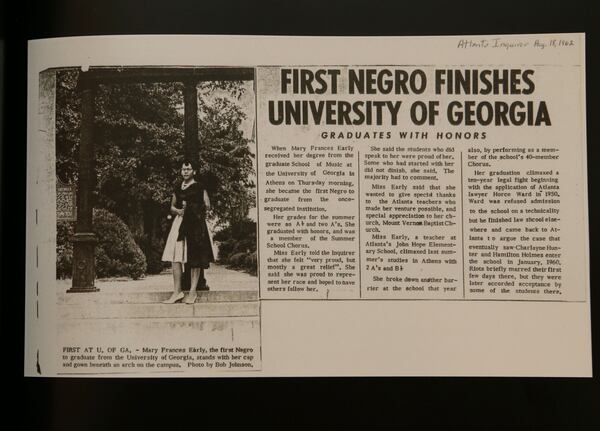 Atlanta Inquirer Aug. 18, 1962
FIRST NEGRO FINISHES
UNIVERSITY OF GEORGIA
GRADUATES WITH HONORS
When Mary Frances Early
received her degree from the
graduate School of Music at
the University of Georgia in
Athens on Thursday morning,
she became the first Negro to
graduate from the once-
segregated institution.
Her grades for the summer
were an A+ and two A's. She
graduated with honors, and was
a member of the Summer
School Chorus.
Miss Early told the Inquirer
that she felt "very proud, but
mostly a great relief". She
said she was proud to repre-
sent her race and hoped to have
others follow her.
She said the students who did
speak to her were proud of her.
Some who had started with her
did not finish, she said. The
majority had to comment.
Miss Early said that she
wanted to give special thanks
to the Atlanta teachers who
made her venture possible, and
special appreciation to her ch-
urch, Mount Vernon Baptist Ch-
urch.
Miss Early, a teacher at
Atlanta's John Hope Element-
ary School, climaxed last sum-
mer's studies in Athens with
2 A's and B+
She broke down another bar-
rier at the school that year
also, by performing as a mem-
ber of the school's 40-member
Chorus.
Her graduation climaxed a
ten-year legal fight beginning
with the application of Atlanta
lawyer Horce Ward in 1950.
Ward was refused admission
to the school on a technicality
but he finished law shcool else-
where and came back to At-
lanta to argue the case that
eventually saw Charlayne Hun-
ter and Hamilton Holmes enter
the school in January, 1960.
Riots briefly marred their first
few days there, but they were
later accorded acceptance by
some of the students there.
FIRST AT U. OF GA. - Mary Frances Early, the first Negro
to graduate from the University of Georgia, stands with her cap
and gown beneath an arch on the campus. Photo by Bob Johnson.